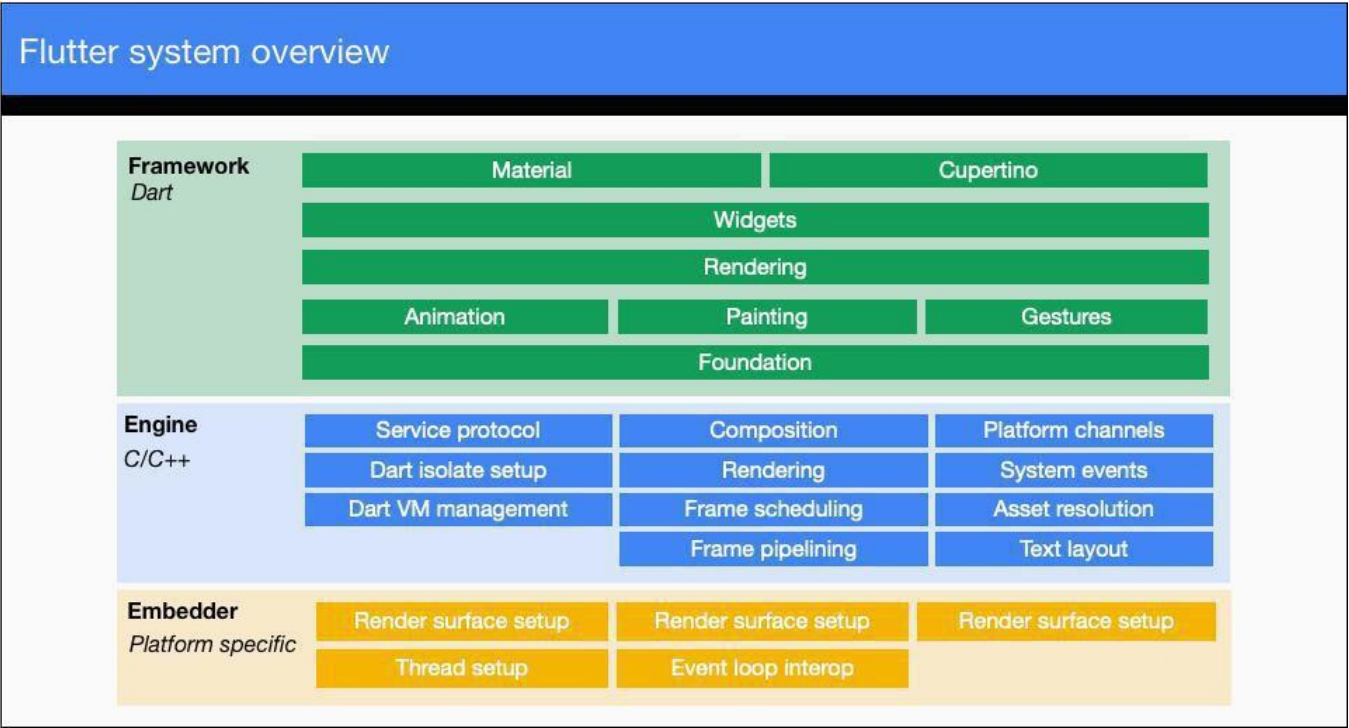 Flutter system overview
Framework
Dart
Material Cupertino
Widgets
Rendering
Animation Painting Gestures
Foundation
Engine
C/C++
Service protocol Composition Platform channels
Dart isolate setup Rendering System events
Dart VM management Frame scheduling Asset resolution
Frame pipelining Text layout
Embedder
Platform specific
Render surface setup Render surface setup Render surface setup
Thread setup Event loop interop